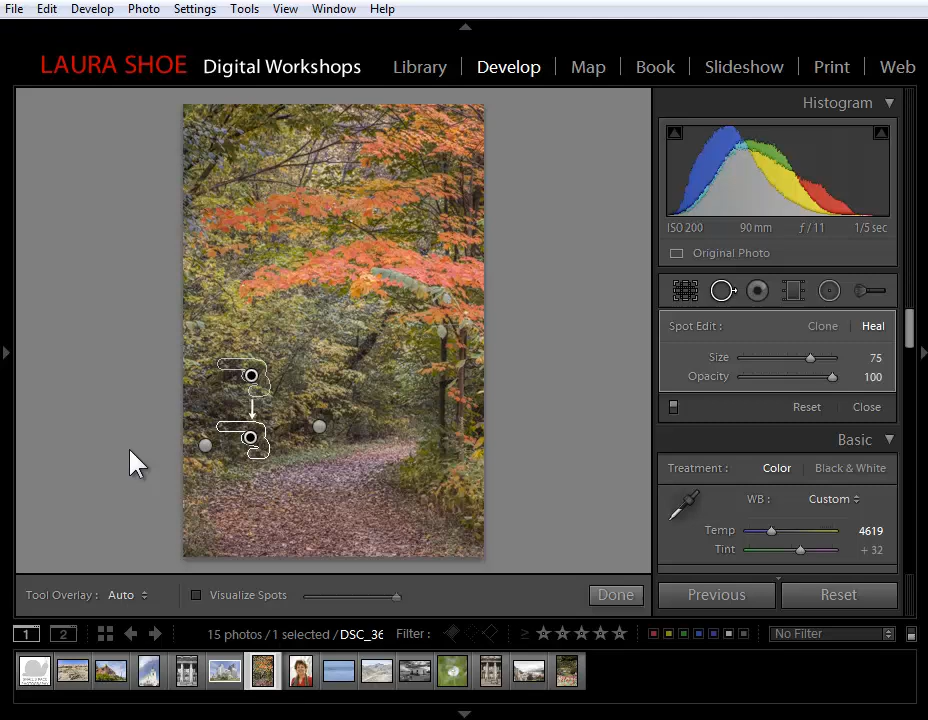 File Edit Develop Photo Settings Tools View Window Help
LAURA SHOE Digital Workshops Library Develop Map Book Slideshow Print Web
Histogram
ISO 200 90 mm ƒ / 11 1/5 sec
Original Photo
Spot Edit : Clone Heal
Size 75
Opacity 100
Reset Close
Basic
Treatment : Color Black & White
WB : Custom
Temp 4619
Tint + 32
Tool Overlay : Auto Visualize Spots Done Previous Reset
1 2 15 photos / 1 selected / DSC_36 Filter : ≥ No Filter